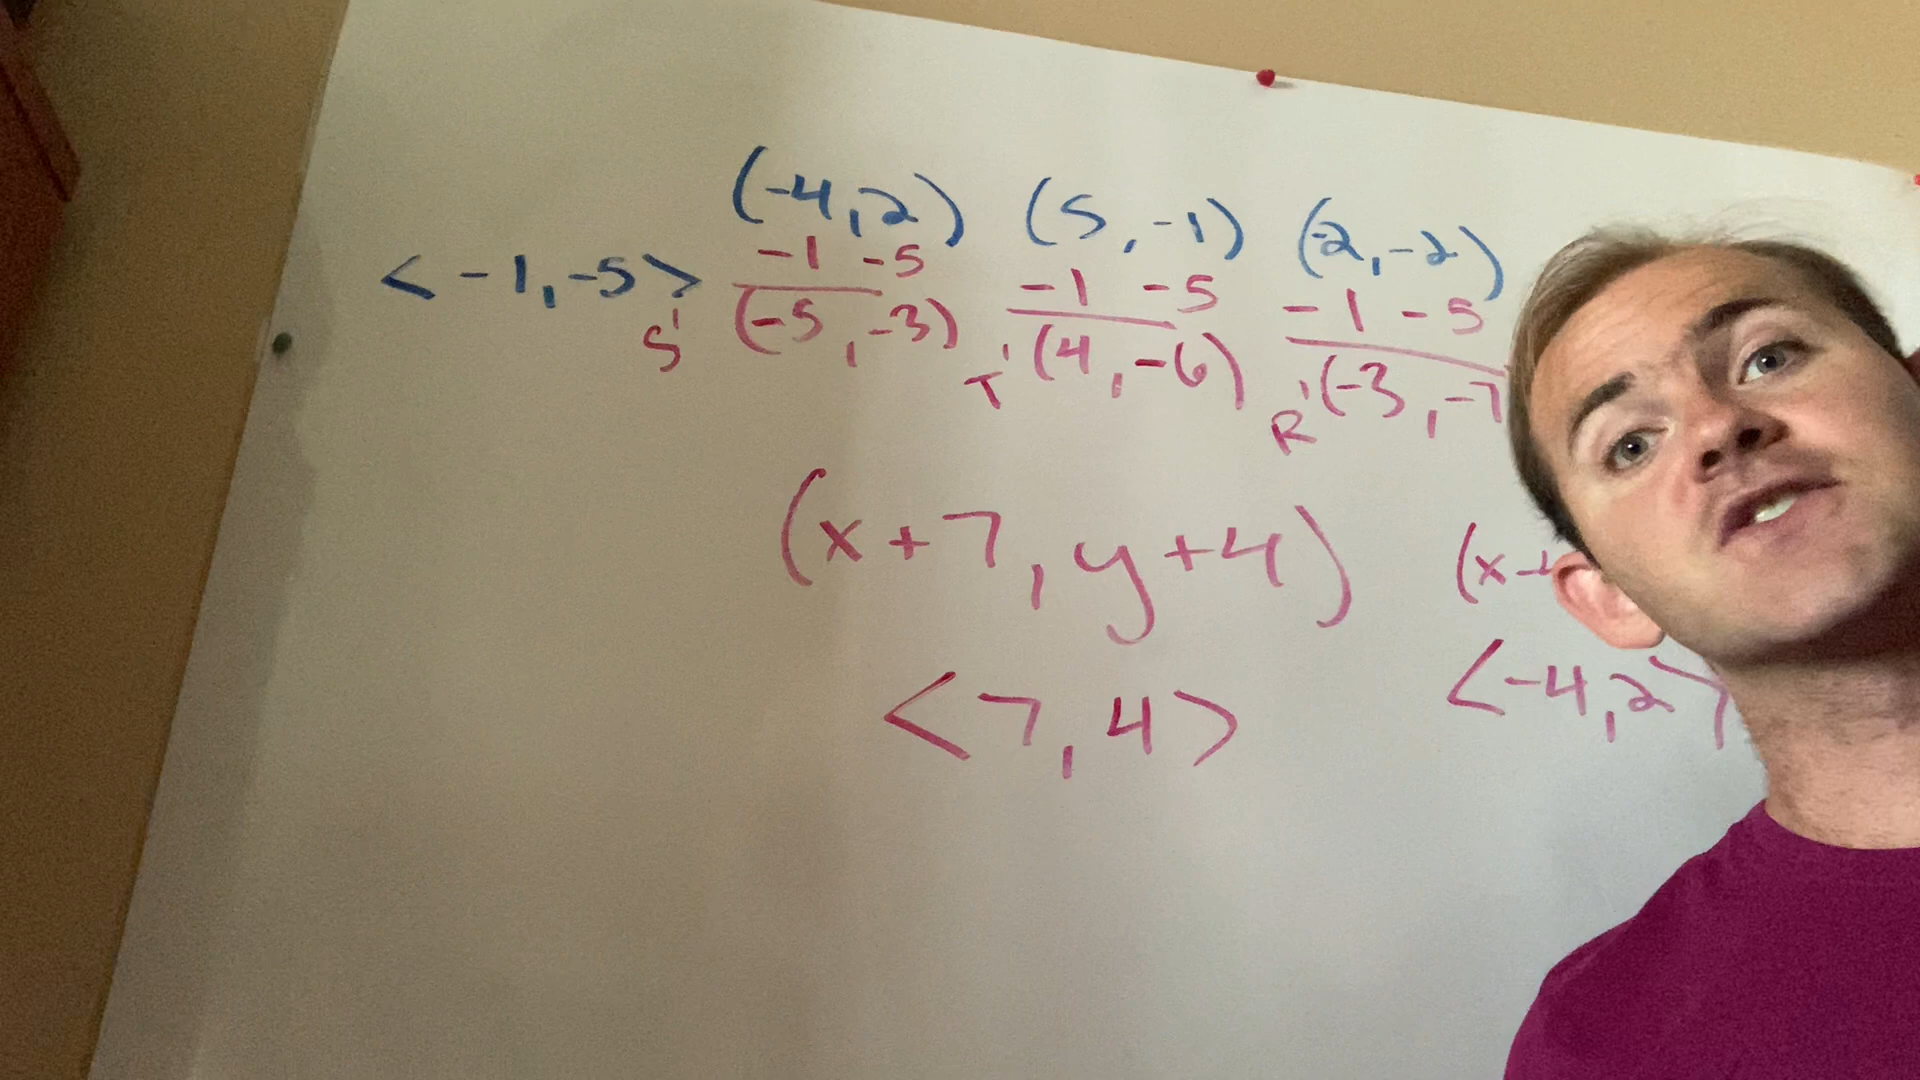 (-4,2) (5,-1) (-2,-2)
<-1,-5> -1 -5 -1 -5 -1 -5
S' (-5,-3) T' (4,-6) R' (-3,-7
(x+7,y+4) (x-
<7,4> <-4,2>